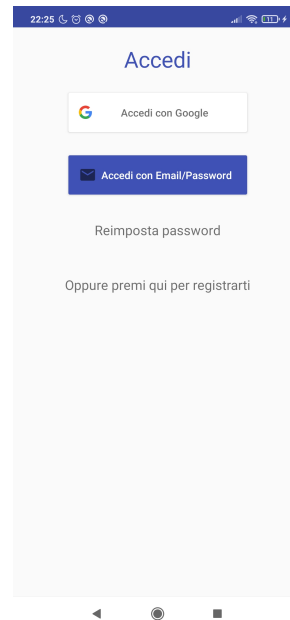 22:25
11
Accedi
Accedi con Google
Accedi con Email/Password
Reimposta password
Oppure premi qui per registrarti